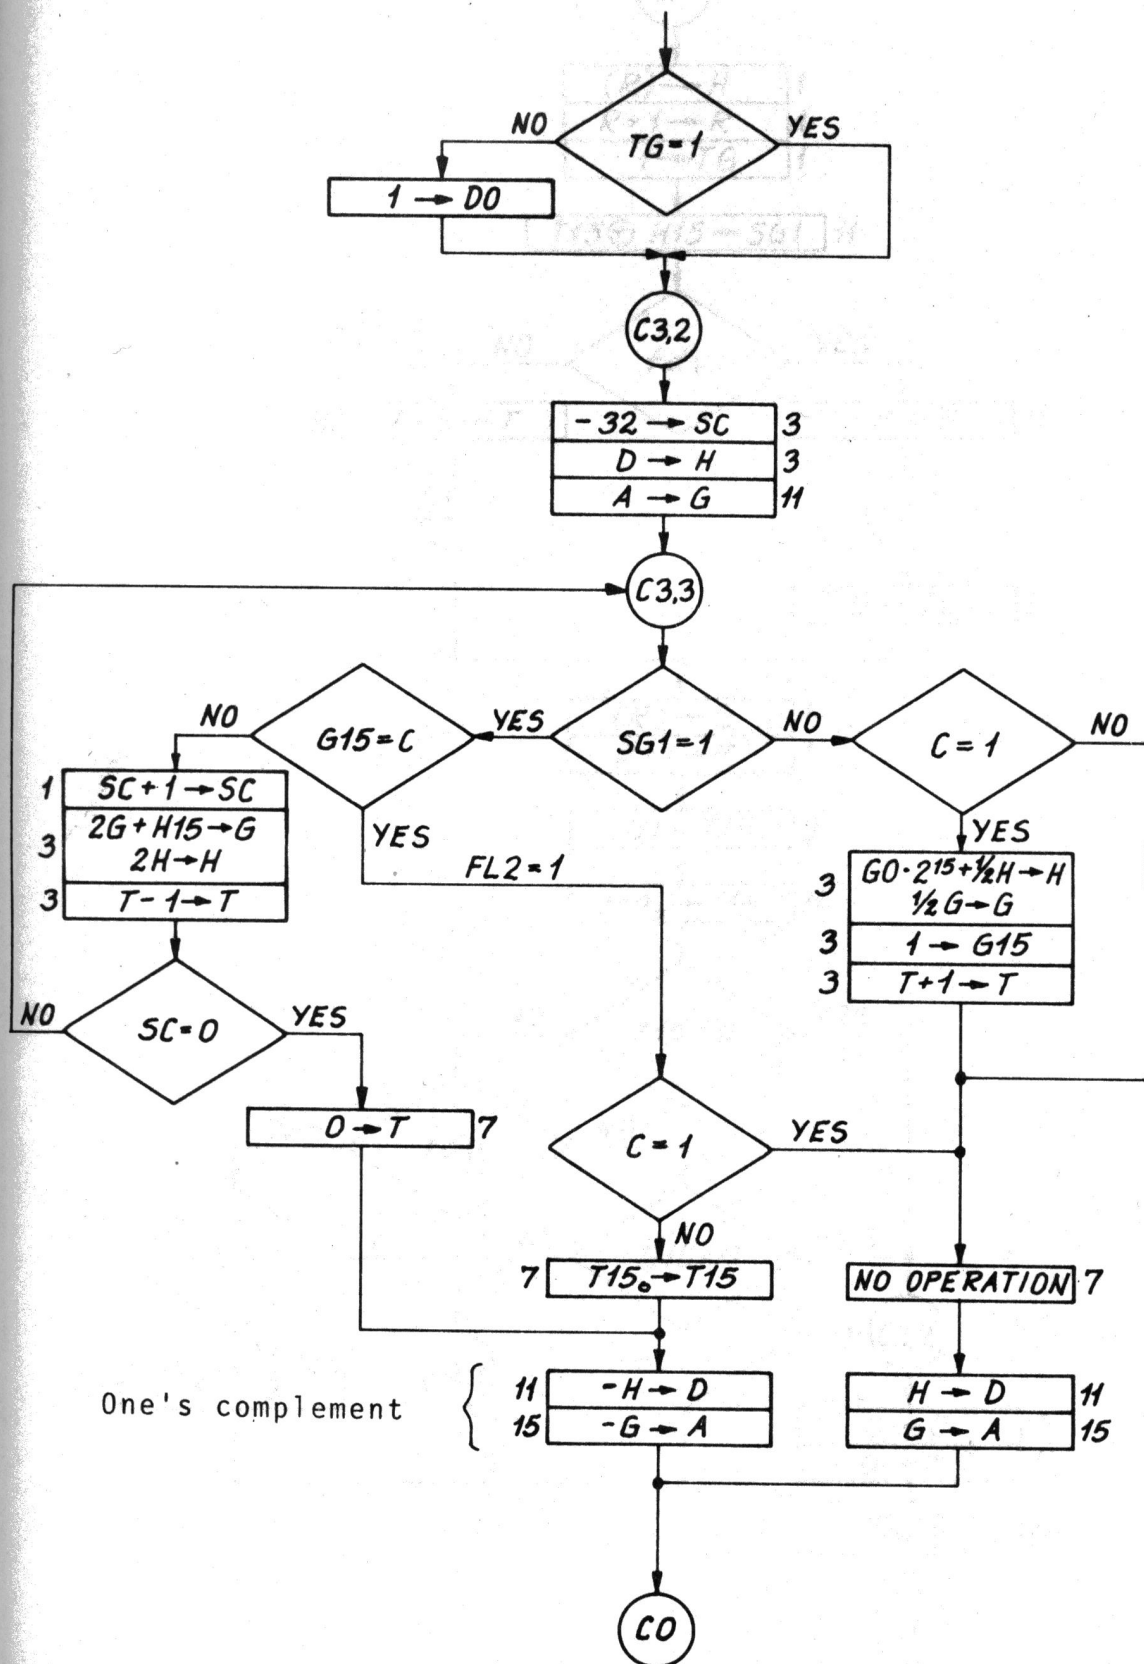 TG=1
NO
YES
1 → DO
C3,2
-32 → SC 3
D → H 3
A → G 11
C3,3
NO
G15=C
YES
SG1=1
NO
C=1
NO
1 SC+1→SC
3 2G+H15→G
2H→H
3 T-1→T
YES
FL2=1
YES
3 GO·2¹⁵+½H→H
½G→G
3 1 → G15
3 T+1→T
NO
SC=0
YES
0→T 7
C=1
YES
NO
7 T15₀→T15
NO OPERATION 7
One's complement
11 -H→D
15 -G→A
H→D 11
G→A 15
CO